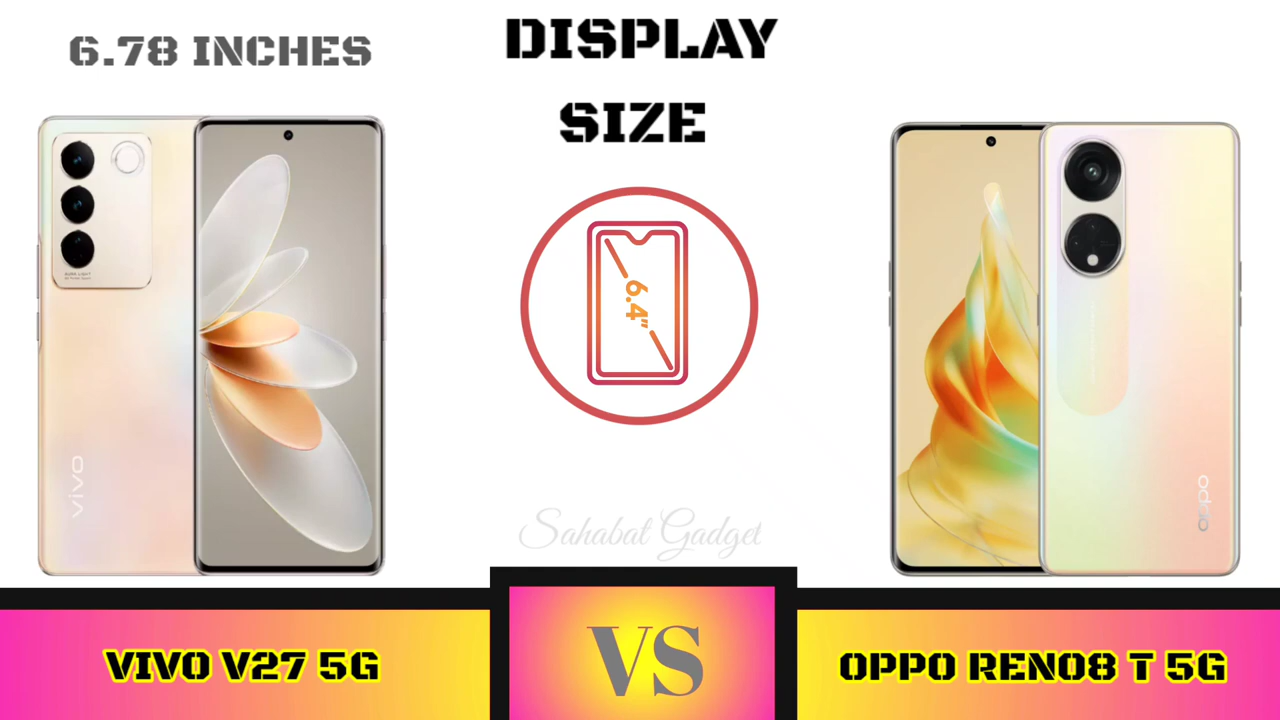 6.78 INCHES
DISPLAY
SIZE
6.4"
vivo
oppo
Sahabat Gadget
VIVO V27 5G
VS
OPPO RENO8 T 5G